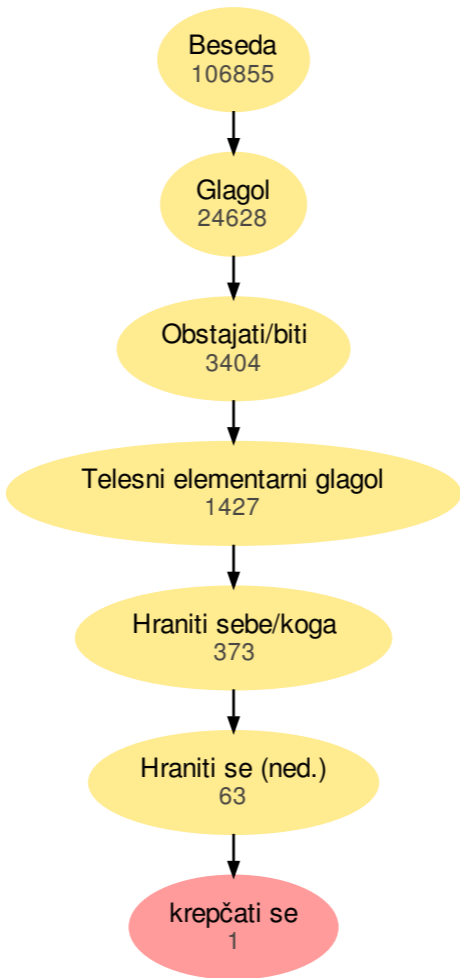 Beseda
106855
Glagol
24628
Obstajati/biti
3404
Telesni elementarni glagol
1427
Hraniti sebe/koga
373
Hraniti se (ned.)
63
krepčati se
1